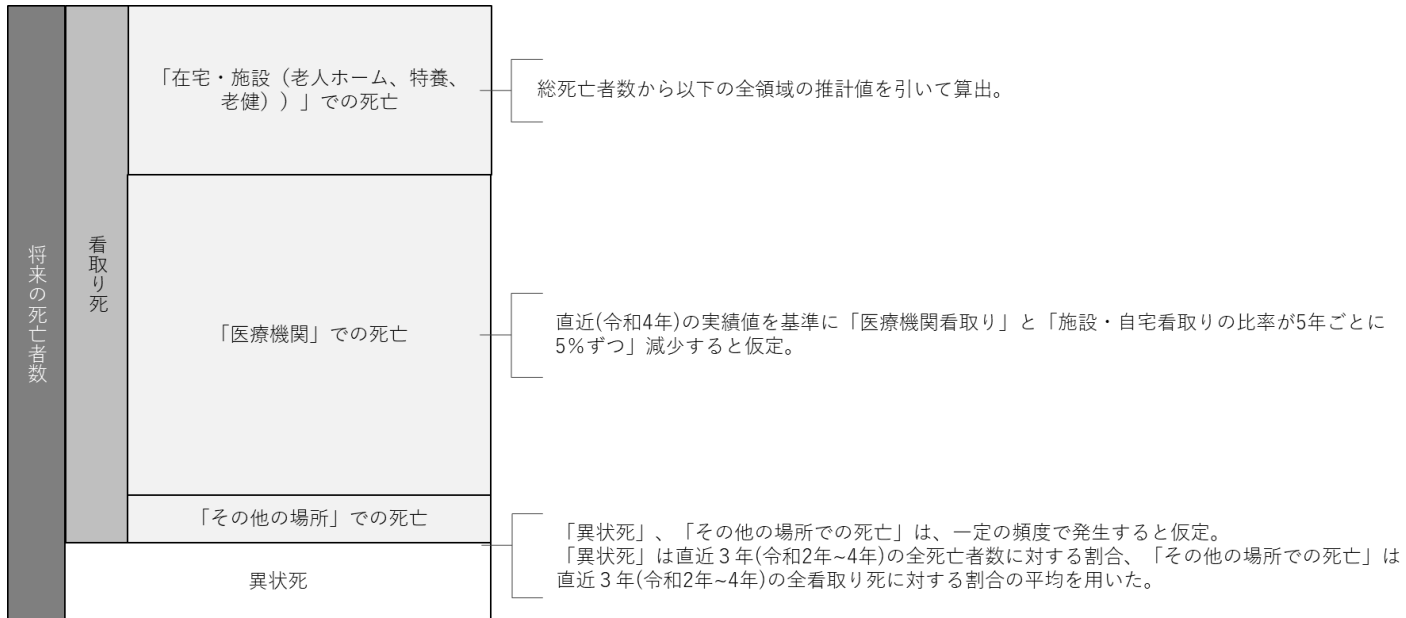 将来の死亡者数
看取り死
「在宅・施設（老人ホーム、特養、
老健））」での死亡
総死亡者数から以下の全領域の推計値を引いて算出。
「医療機関」での死亡
直近(令和4年)の実績値を基準に「医療機関看取り」と「施設・自宅看取りの比率が5年ごとに
5%ずつ」減少すると仮定。
「その他の場所」での死亡
異状死
「異状死」、「その他の場所での死亡」は、一定の頻度で発生すると仮定。
「異状死」は直近３年(令和2年~4年)の全死亡者数に対する割合、「その他の場所での死亡」は
直近３年(令和2年~4年)の全看取り死に対する割合の平均を用いた。